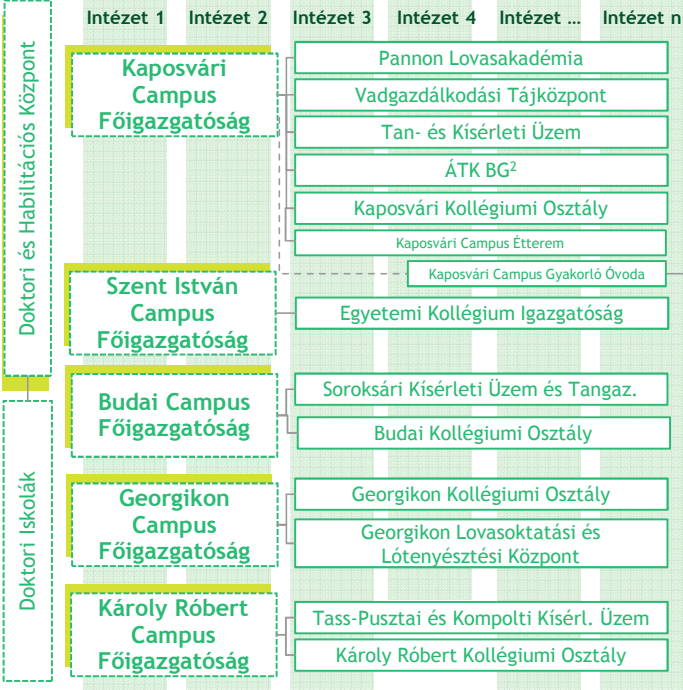 Intézet 1 Intézet 2 Intézet 3 Intézet 4 Intézet ... Intézet n
Doktori és Habilitációs Központ
Doktori Iskolák
Kaposvári
Campus
Főigazgatóság
Pannon Lovasakadémia
Vadgazdálkodási Tájközpont
Tan- és Kísérleti Üzem
ÁTK BG²
Kaposvári Kollégiumi Osztály
Kaposvári Campus Étterem
Kaposvári Campus Gyakorló Óvoda
Szent István
Campus
Főigazgatóság
Egyetemi Kollégium Igazgatóság
Budai Campus
Főigazgatóság
Soroksári Kísérleti Üzem és Tangaz.
Budai Kollégiumi Osztály
Georgikon
Campus
Főigazgatóság
Georgikon Kollégiumi Osztály
Georgikon Lovasoktatási és
Lótenyésztési Központ
Károly Róbert
Campus
Főigazgatóság
Tass-Pusztai és Kompolti Kísérl. Üzem
Károly Róbert Kollégiumi Osztály